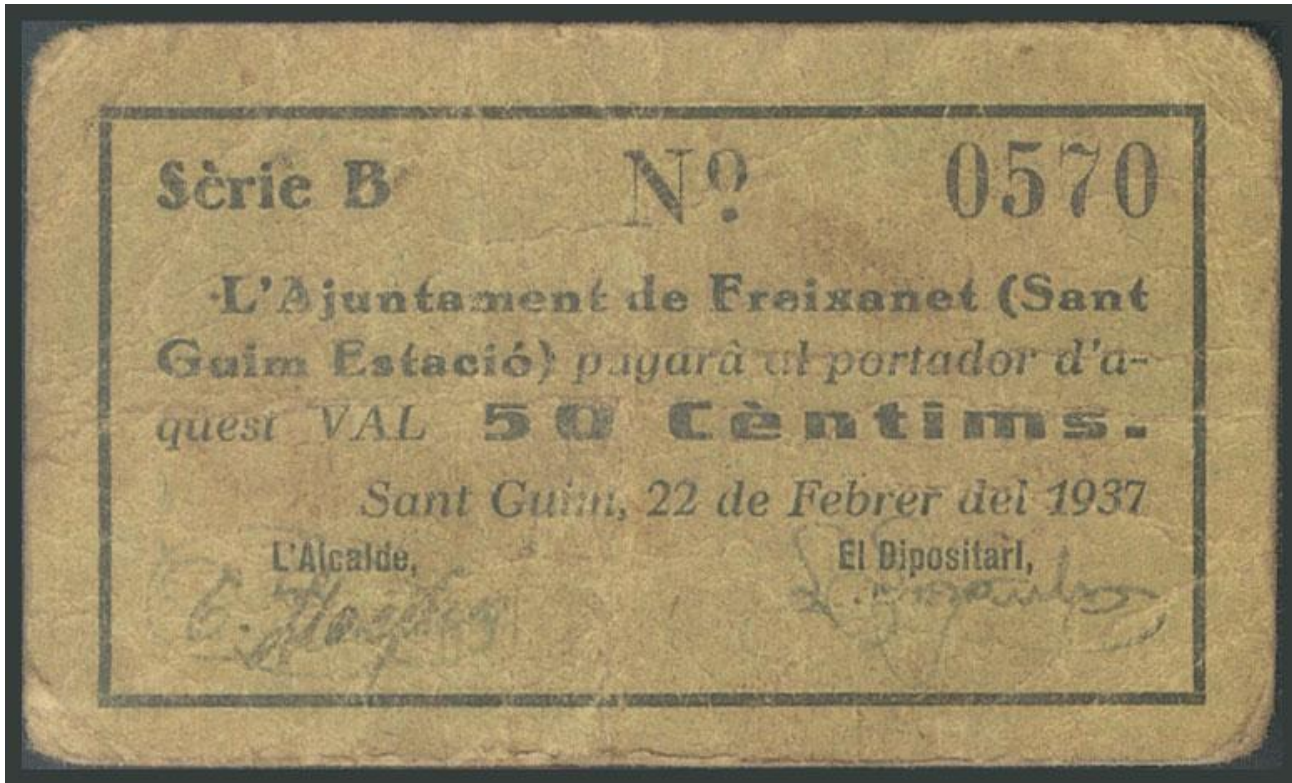 Sèrie B Nº 0570
L'Ajuntament de Freixanet (Sant
Guim Estació) pagarà al portador d'a-
quest VAL 50 Cèntims.
Sant Guim, 22 de Febrer del 1937
L'Alcalde, El Dipositari,